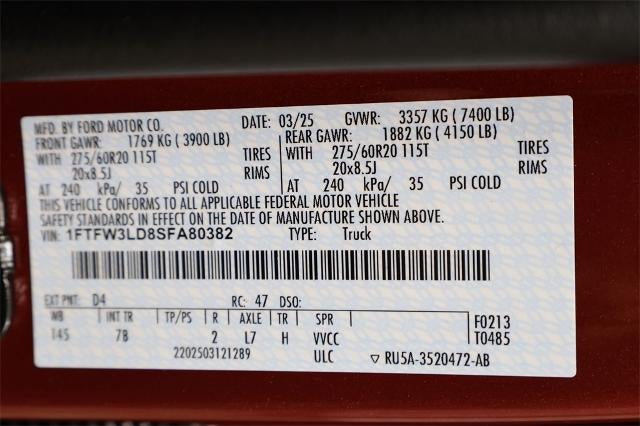 MFD. BY FORD MOTOR CO. DATE: 03/25 GVWR: 3357 KG ( 7400 LB)
FRONT GAWR: 1769 KG ( 3900 LB) REAR GAWR: 1882 KG ( 4150 LB)
WITH 275/60R20 115T TIRES WITH 275/60R20 115T TIRES
20x8.5J RIMS 20x8.5J RIMS
AT 240 kPa/ 35 PSI COLD AT 240 kPa/ 35 PSI COLD
THIS VEHICLE CONFORMS TO ALL APPLICABLE FEDERAL MOTOR VEHICLE
SAFETY STANDARDS IN EFFECT ON THE DATE OF MANUFACTURE SHOWN ABOVE.
VIN: 1FTFW3LD8SFA80382 TYPE: Truck
EXT PNT: D4 RC: 47 DSO:
WB INT TR TP/PS R AXLE TR SPR F0213
145 7B 2 L7 H VVCC T0485
2202503121289 ULC ▽ RU5A-3520472-AB